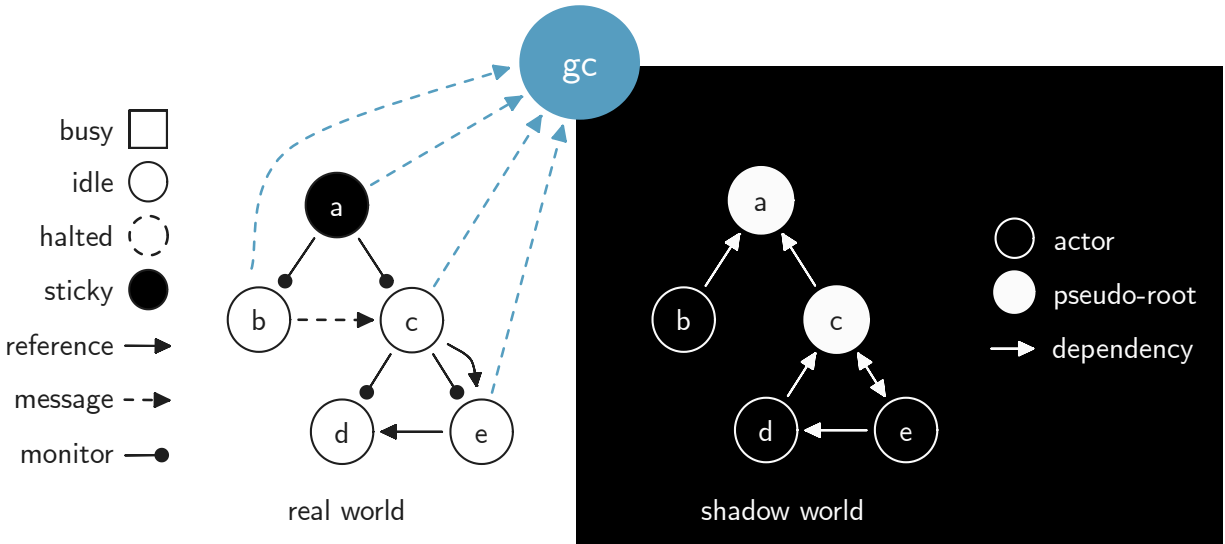 gc
busy
idle
halted
sticky
reference
message
monitor
a
b
c
d
e
real world
a
b
c
d
e
shadow world
actor
pseudo-root
dependency